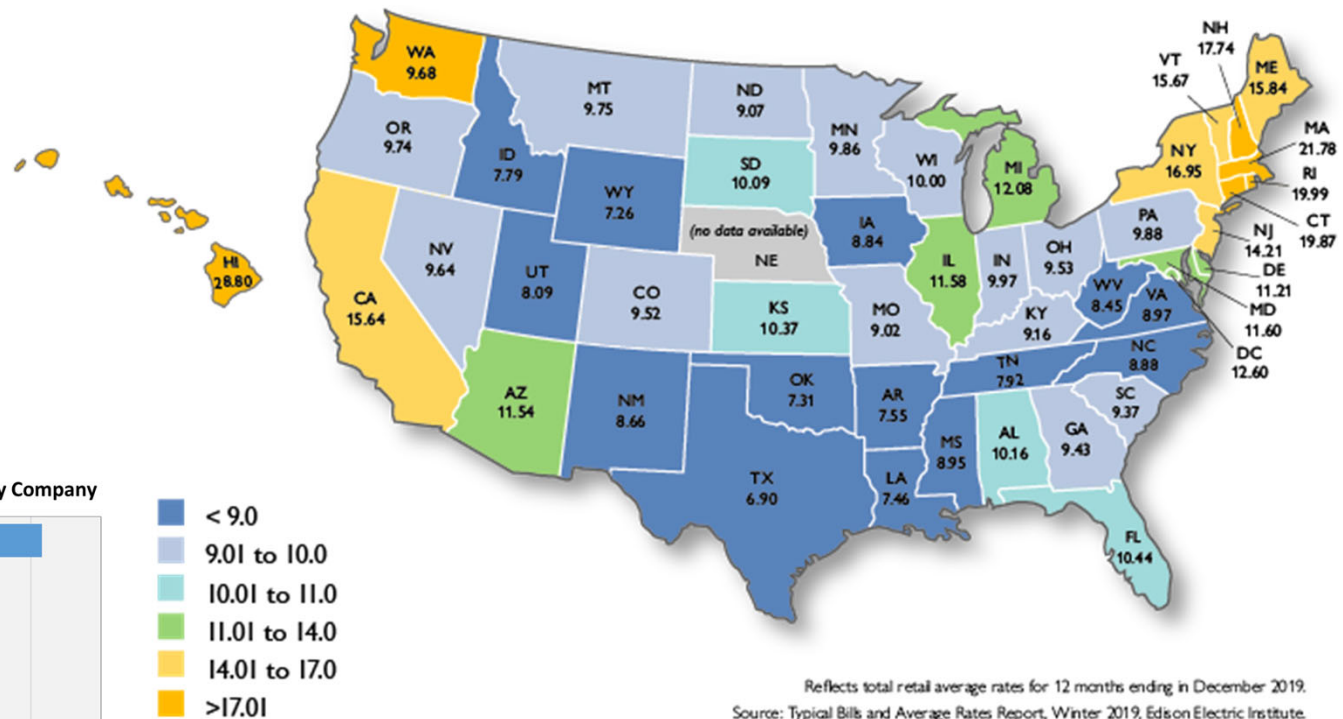 NH
17.74
VT
15.67
ME
15.84
WA
9.68
MT
9.75
ND
9.07
MN
9.86
OR
9.74
ID
7.79
SD
10.09
WI
10.00
MI
12.08
NY
16.95
MA
21.78
RI
19.99
CT
19.87
WY
7.26
(no data available)
NE
IA
8.84
PA
9.88
NJ
14.21
DE
11.21
MD
11.60
DC
12.60
HI
28.80
NV
9.64
UT
8.09
CO
9.52
KS
10.37
MO
9.02
IL
11.58
IN
9.97
OH
9.53
WV
8.45
VA
8.97
KY
9.16
CA
15.64
AZ
11.54
NM
8.66
OK
7.31
AR
7.55
TN
7.92
NC
8.88
SC
9.37
MS
8.95
AL
10.16
GA
9.43
TX
6.90
LA
7.46
FL
10.44
y Company
< 9.0
9.01 to 10.0
10.01 to 11.0
11.01 to 14.0
14.01 to 17.0
>17.01
Reflects total retail average rates for 12 months ending in December 2019.
Source: Typical Bills and Average Rates Report, Winter 2019, Edison Electric Institute.